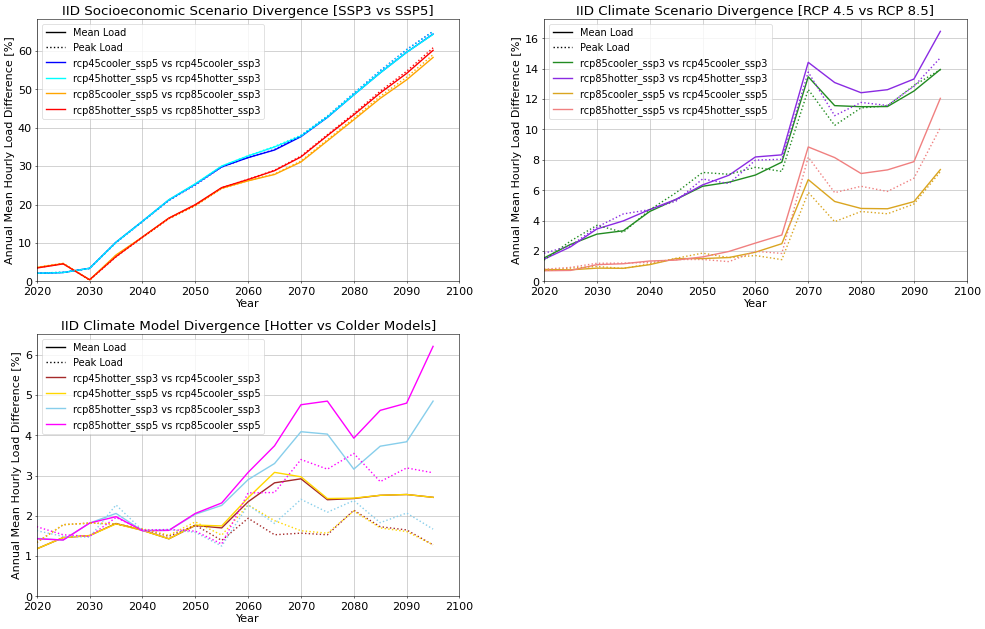 IID Socioeconomic Scenario Divergence [SSP3 vs SSP5]
Annual Mean Hourly Load Difference [%]
60
50
40
30
20
10
0
Mean Load
Peak Load
rcp45cooler_ssp5 vs rcp45cooler_ssp3
rcp45hotter_ssp5 vs rcp45hotter_ssp3
rcp85cooler_ssp5 vs rcp85cooler_ssp3
rcp85hotter_ssp5 vs rcp85hotter_ssp3
2020 2030 2040 2050 2060 2070 2080 2090 2100
Year
IID Climate Scenario Divergence [RCP 4.5 vs RCP 8.5]
Annual Mean Hourly Load Difference [%]
16
14
12
10
8
6
4
2
0
Mean Load
Peak Load
rcp85cooler_ssp3 vs rcp45cooler_ssp3
rcp85hotter_ssp3 vs rcp45hotter_ssp3
rcp85cooler_ssp5 vs rcp45cooler_ssp5
rcp85hotter_ssp5 vs rcp45hotter_ssp5
2020 2030 2040 2050 2060 2070 2080 2090 2100
Year
IID Climate Model Divergence [Hotter vs Colder Models]
Annual Mean Hourly Load Difference [%]
6
5
4
3
2
1
0
Mean Load
Peak Load
rcp45hotter_ssp3 vs rcp45cooler_ssp3
rcp45hotter_ssp5 vs rcp45cooler_ssp5
rcp85hotter_ssp3 vs rcp85cooler_ssp3
rcp85hotter_ssp5 vs rcp85cooler_ssp5
2020 2030 2040 2050 2060 2070 2080 2090 2100
Year